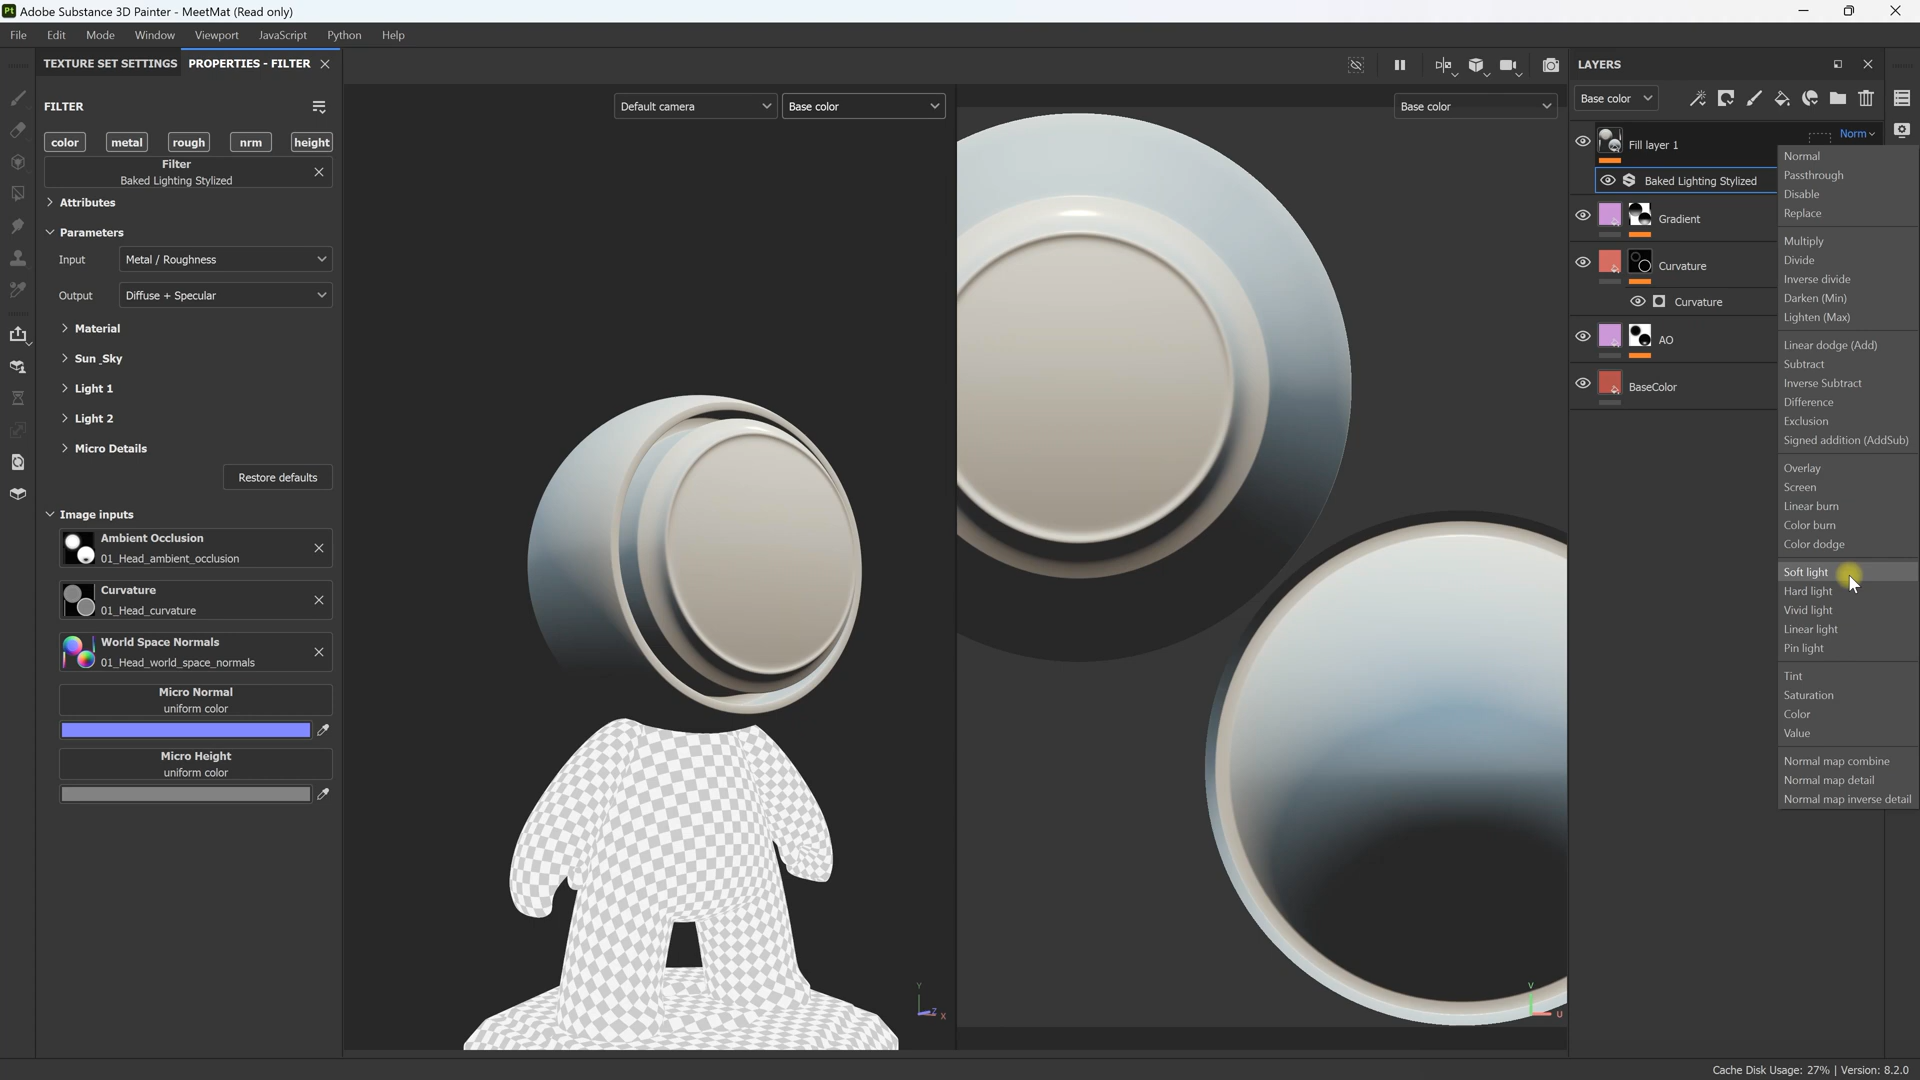 Pt Adobe Substance 3D Painter - MeetMat (Read only)
File Edit Mode Window Viewport JavaScript Python Help
TEXTURE SET SETTINGS PROPERTIES - FILTER
FILTER
color metal rough nrm height
Filter
Baked Lighting Stylized
Attributes
Parameters
Input Metal / Roughness
Output Diffuse + Specular
Material
Sun_Sky
Light 1
Light 2
Micro Details
Restore defaults
Image inputs
Ambient Occlusion
01_Head_ambient_occlusion
Curvature
01_Head_curvature
World Space Normals
01_Head_world_space_normals
Micro Normal
uniform color
Micro Height
uniform color
Default camera Base color
Base color
Y
Z
X
V
U
LAYERS
Base color
Fill layer 1 Norm
Baked Lighting Stylized
Gradient
Curvature
Curvature
AO
BaseColor
Normal
Passthrough
Disable
Replace
Multiply
Divide
Inverse divide
Darken (Min)
Lighten (Max)
Linear dodge (Add)
Subtract
Inverse Subtract
Difference
Exclusion
Signed addition (AddSub)
Overlay
Screen
Linear burn
Color burn
Color dodge
Soft light
Hard light
Vivid light
Linear light
Pin light
Tint
Saturation
Color
Value
Normal map combine
Normal map detail
Normal map inverse detail
Cache Disk Usage: 27% | Version: 8.2.0